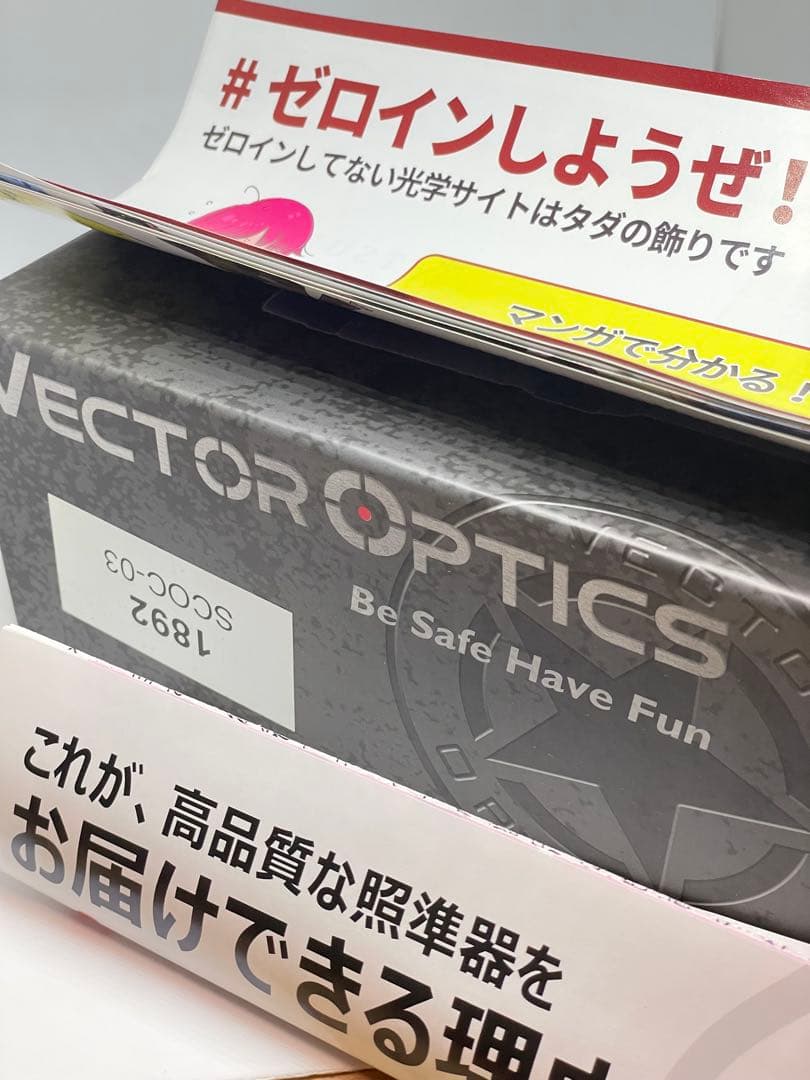 #ゼロインしようぜ!
ゼロインしてない光学サイトはタダの飾りです
マンガで分かる!
VECTOR OPTICS
Be Safe Have Fun
1892
SCOC-03
VECTO
これが、高品質な照準器を
お届けできる理由